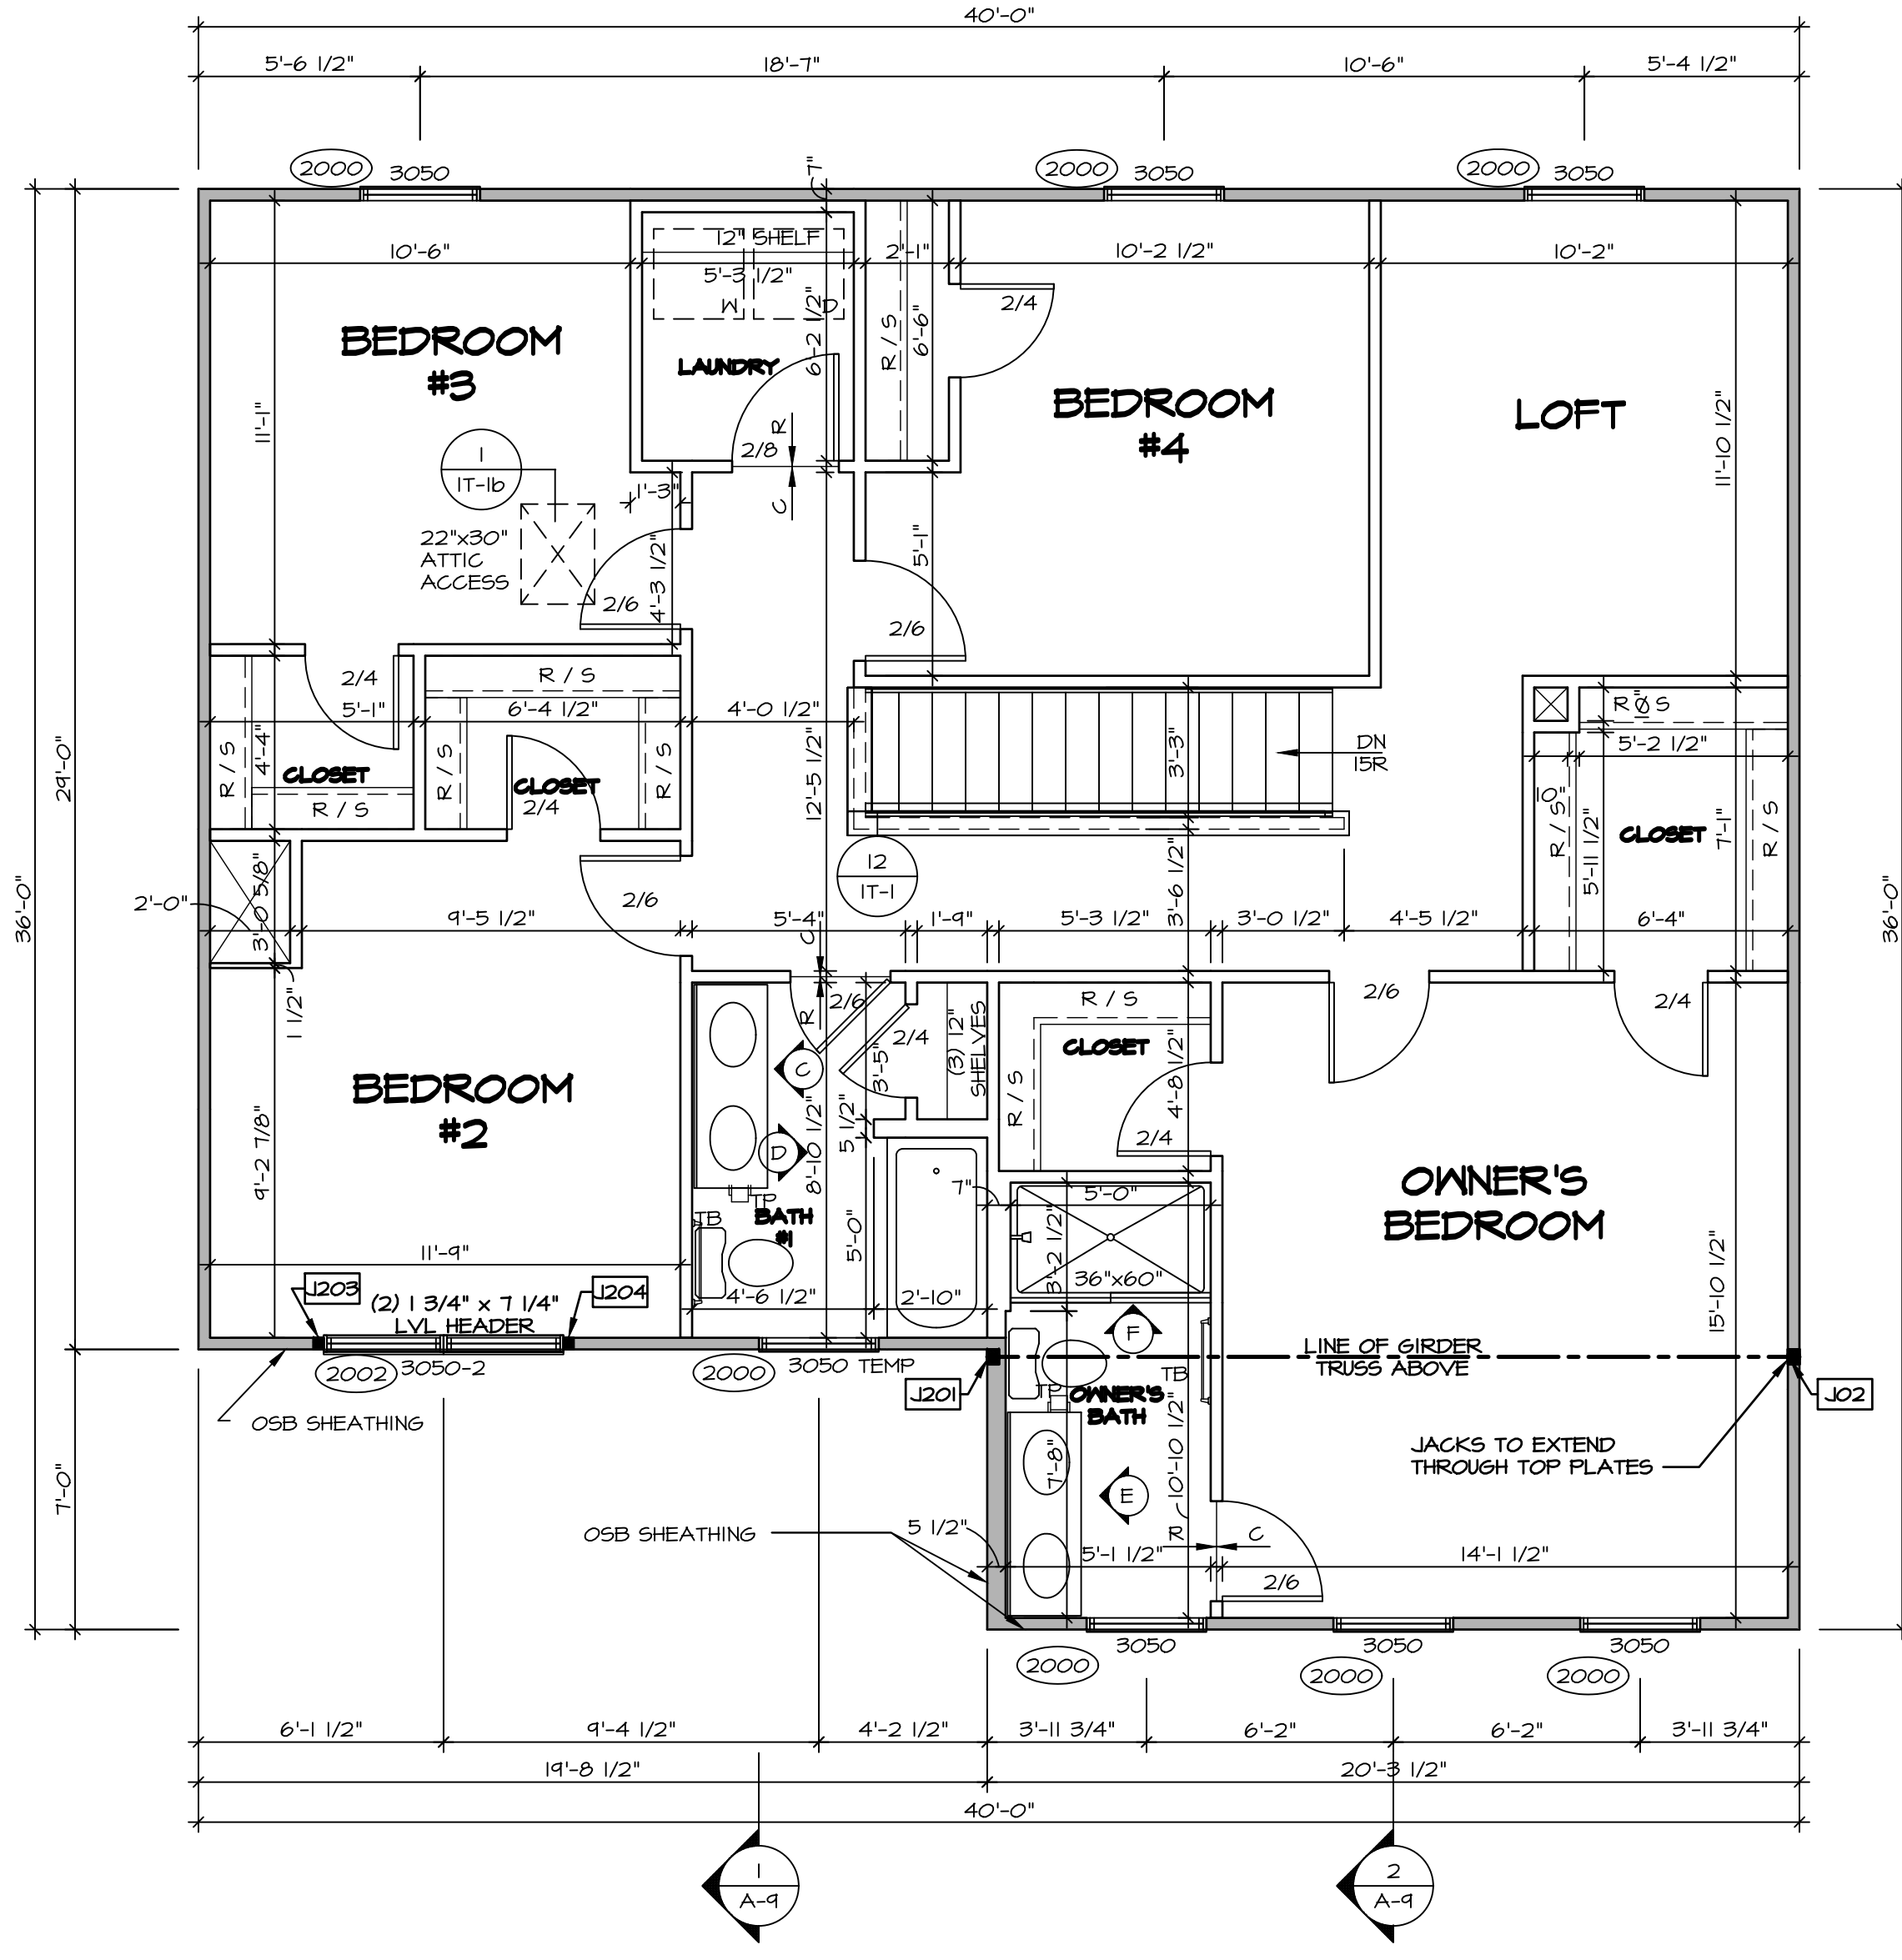 40'-0"
5'-6 1/2" 18'-7" 10'-6" 5'-4 1/2"
2000 3050 7" 2000 3050 2000 3050
12" SHELF
10'-6" 2'-1" 10'-2 1/2" 10'-2"
5'-3 1/2"
W D 2/4
6'-2 1/2" R / S 6'-6"
BEDROOM
#3
LAUNDRY
BEDROOM
#4
LOFT
11'-1" 11'-10 1/2"
2/8 R
C
1
1T-1b
1'-3"
22"x30"
ATTIC
ACCESS
4'-3 1/2" 5'-1"
2/6 2/6
2/4 R / S R / S
10"
5'-1" 6'-4 1/2" 4'-0 1/2"
29'-0"
R / S 4'-4" R / S R / S 12'-5 1/2" 3'-3"
DN
15R
5'-2 1/2"
CLOSET CLOSET
R / S 2/4
10"
R / S 5'-11 1/2" 7'-1" R / S
CLOSET
12
1T-1
36'-0" 36'-0"
2'-0" 3'-0 5/8" 2/6 3'-6 1/2"
9'-5 1/2" 5'-4" 1'-9" 5'-3 1/2" 3'-0 1/2" 4'-5 1/2" 6'-4"
C
1 1/2" R 2/6 R / S 2/6 2/4
2/4 (3) 12"
SHELVES
CLOSET
C 3'-5" R / S 4'-8 1/2"
BEDROOM
#2
9'-2 7/8" D 8'-10 1/2" 5 1/2" 2/4
OWNER'S
BEDROOM
7" 5'-0"
TP
TB BATH
#1
5'-0" 3'-2 1/2" 15'-10 1/2"
11'-9"
36"x60"
J203 J204
(2) 1 3/4" x 7 1/4"
LVL HEADER
4'-6 1/2" 2'-10"
F
LINE OF GIRDER
TRUSS ABOVE
2002 3050-2 2000 3050 TEMP
TB
J201 TP OWNER'S
BATH
J02
OSB SHEATHING
JACKS TO EXTEND
THROUGH TOP PLATES
7'-0" 7'-8" 10'-10 1/2"
E
OSB SHEATHING
5 1/2" R C
5'-1 1/2" 14'-1 1/2"
2/6
3050 3050 3050
2000 2000 2000
6'-1 1/2" 9'-4 1/2" 4'-2 1/2" 3'-11 3/4" 6'-2" 6'-2" 3'-11 3/4"
19'-8 1/2" 20'-3 1/2"
40'-0"
1
A-9
2
A-9